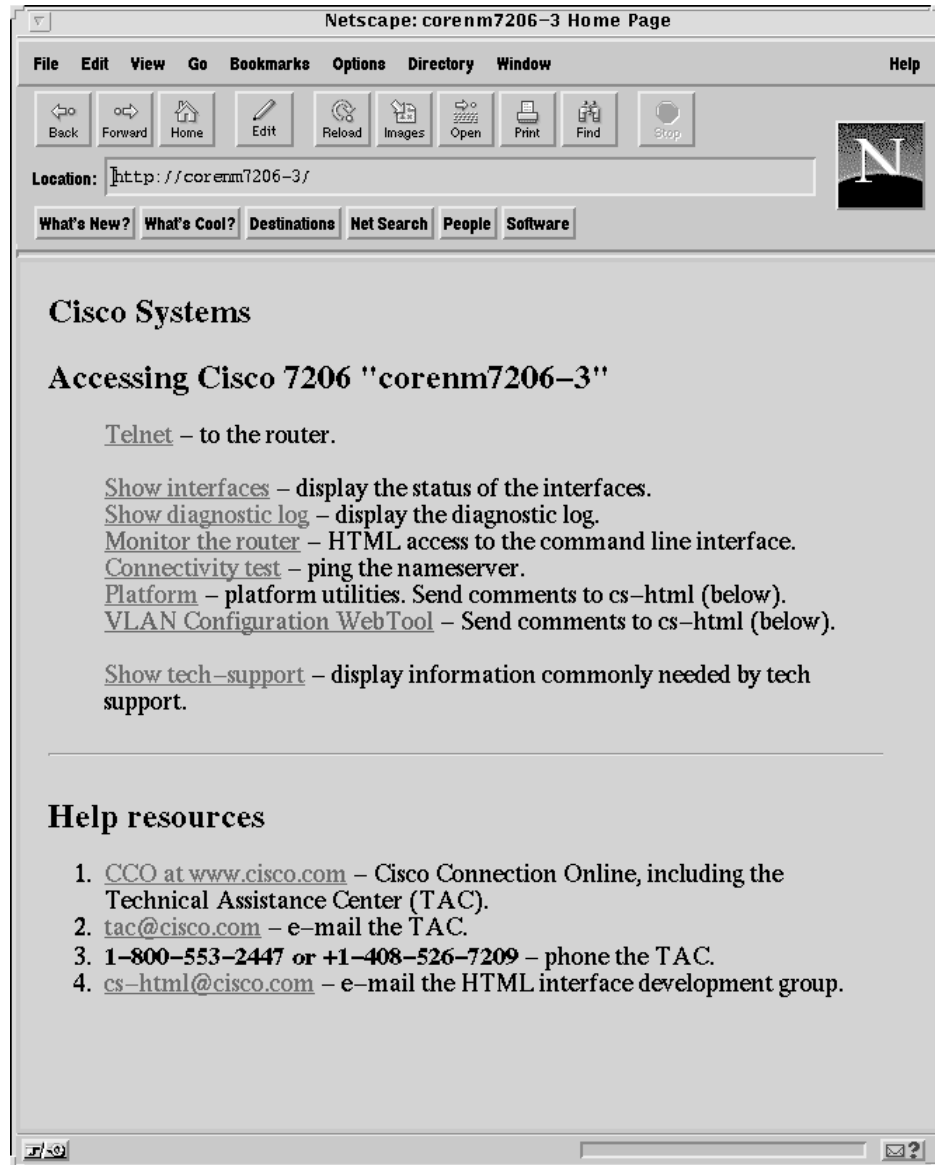 Netscape: corenm7206-3 Home Page
File Edit View Go Bookmarks Options Directory Window Help
Back Forward Home Edit Reload Images Open Print Find Stop
N
Location: http://corenm7206-3/
What's New? What's Cool? Destinations Net Search People Software
Cisco Systems
Accessing Cisco 7206 "corenm7206-3"
Telnet – to the router.
Show interfaces – display the status of the interfaces.
Show diagnostic log – display the diagnostic log.
Monitor the router – HTML access to the command line interface.
Connectivity test – ping the nameserver.
Platform – platform utilities. Send comments to cs-html (below).
VLAN Configuration WebTool – Send comments to cs-html (below).
Show tech-support – display information commonly needed by tech
support.
Help resources
1. CCO at www.cisco.com – Cisco Connection Online, including the
Technical Assistance Center (TAC).
2. tac@cisco.com – e-mail the TAC.
3. 1-800-553-2447 or +1-408-526-7209 – phone the TAC.
4. cs-html@cisco.com – e-mail the HTML interface development group.
?